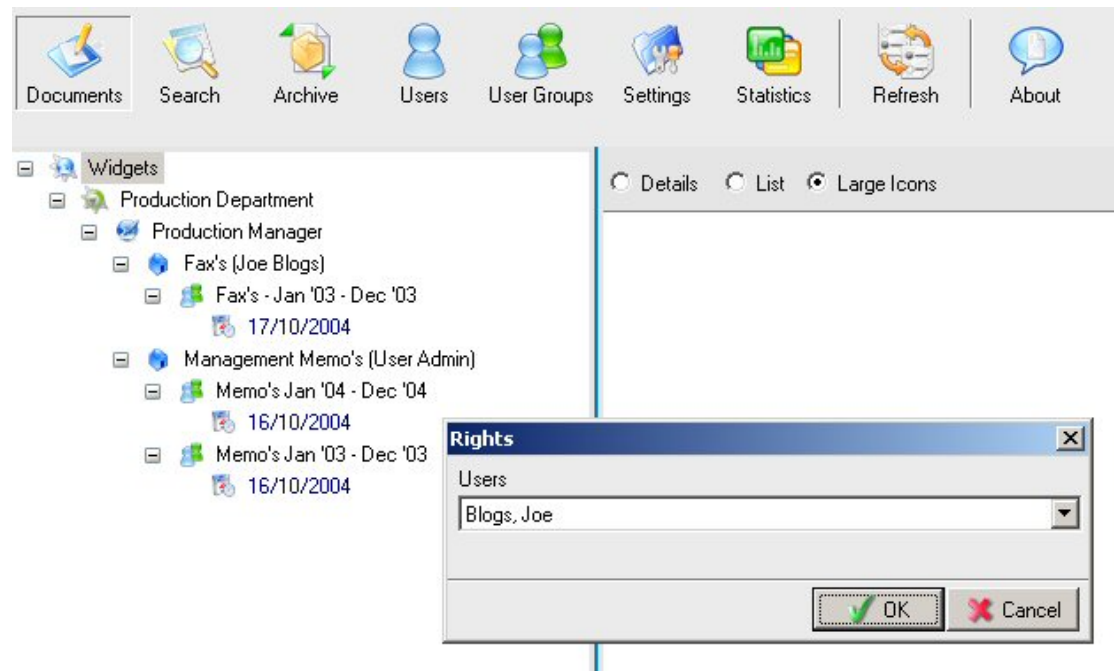 Documents Search Archive Users User Groups Settings Statistics Refresh About
Widgets
Details List Large Icons
Production Department
Production Manager
Fax's (Joe Blogs)
Fax's - Jan '03 - Dec '03
17/10/2004
Management Memo's (User Admin)
Memo's Jan '04 - Dec '04
16/10/2004
Memo's Jan '03 - Dec '03
16/10/2004
Rights
Users
Blogs, Joe
OK Cancel